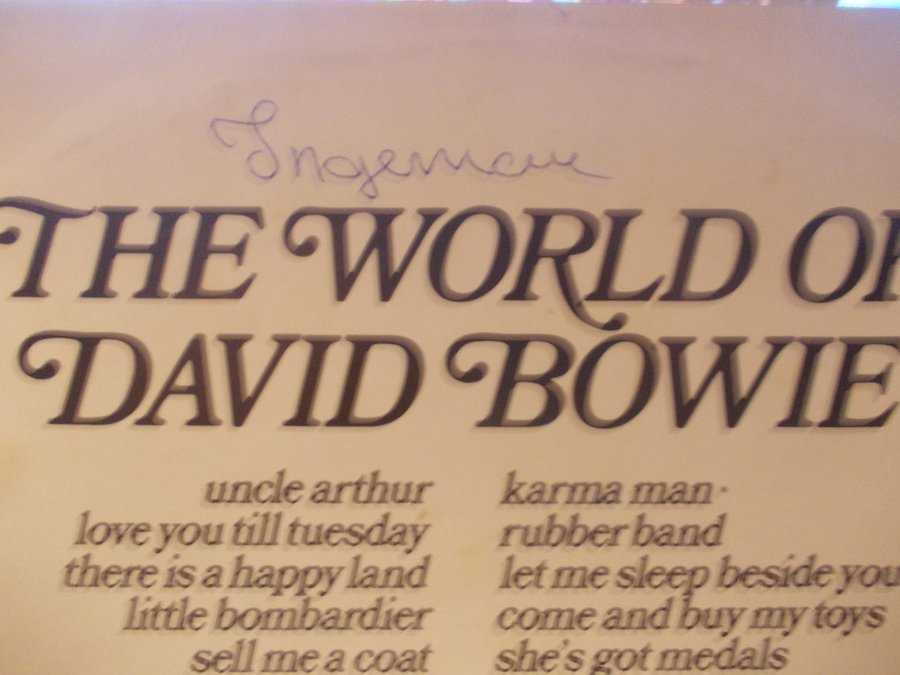 Ingemar
THE WORLD OF
DAVID BOWIE
uncle arthur
love you till tuesday
there is a happy land
little bombardier
sell me a coat
karma man
rubber band
let me sleep beside you
come and buy my toys
she's got medals